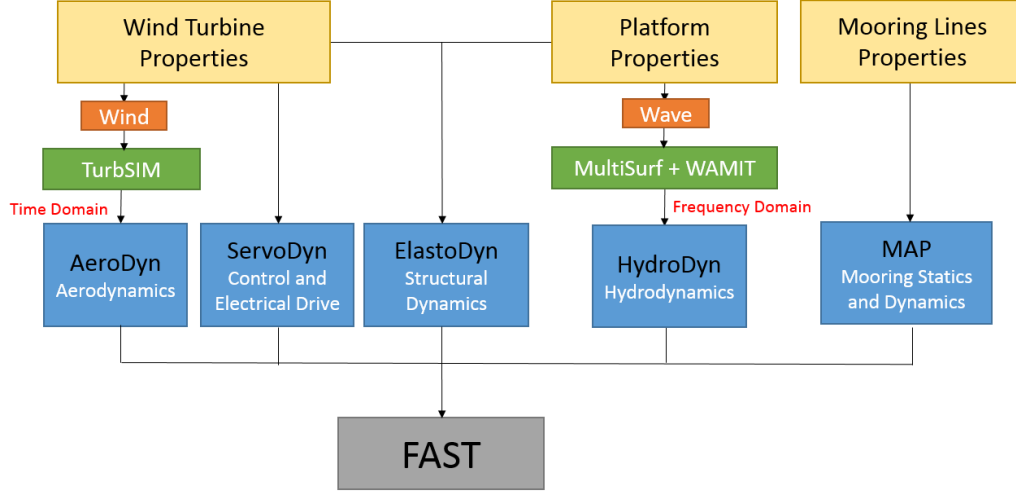 Wind Turbine
Properties
Platform
Properties
Mooring Lines
Properties
Wind
Wave
TurbSIM
MultiSurf + WAMIT
Time Domain
Frequency Domain
AeroDyn
Aerodynamics
ServoDyn
Control and
Electrical Drive
ElastoDyn
Structural
Dynamics
HydroDyn
Hydrodynamics
MAP
Mooring Statics
and Dynamics
FAST